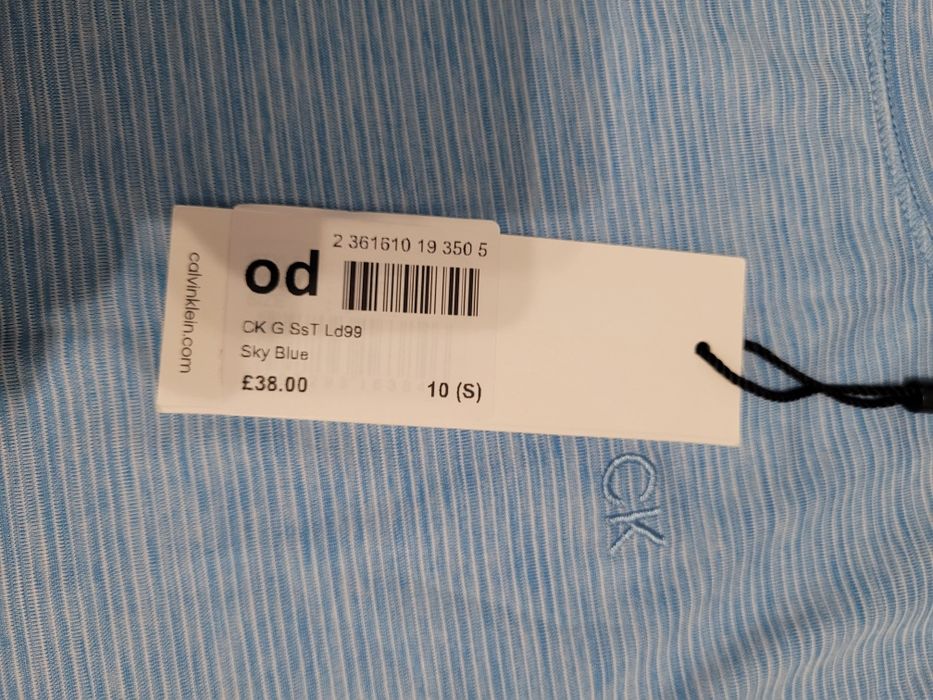 calvinklein.com
2 361610 19 350 5
od
CK G SsT Ld99
Sky Blue
£38.00
10 (S)
CK